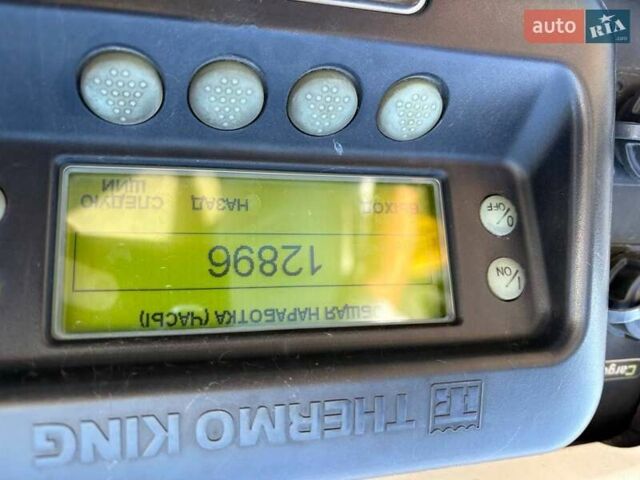 auto RIA.com
THERMO KING
ОБЩАЯ НАРАБОТКА (ЧАСЫ)
12896
ВЫХОД НАЗАД СЛЕДУЮ
ЩИЙ
I/ON
O/OFF